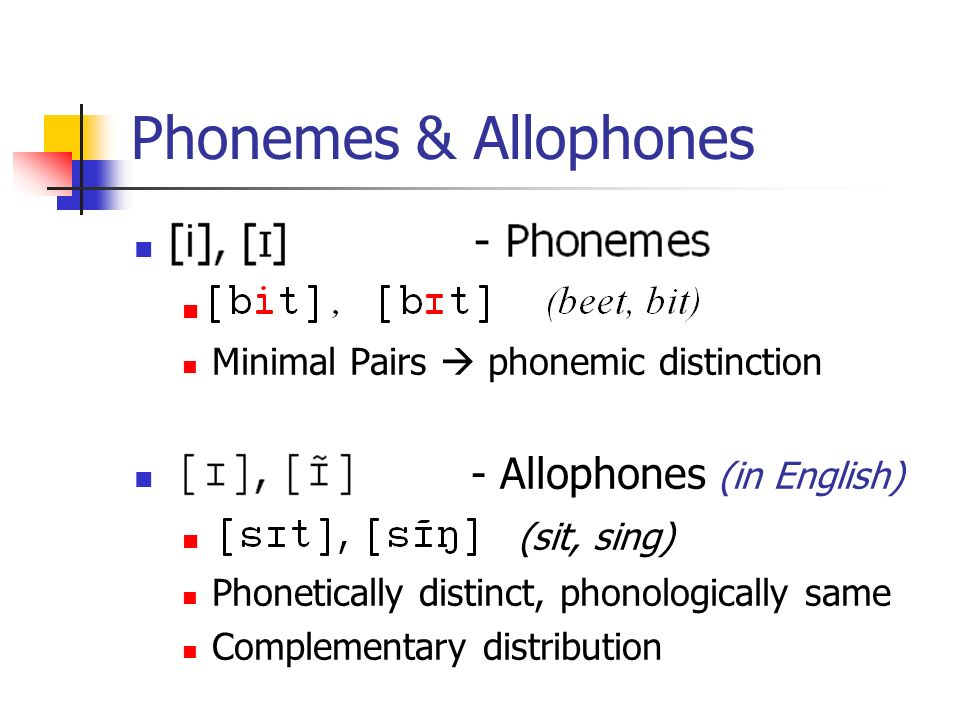 Phonemes & Allophones
[i], [ɪ] - Phonemes
[bit], [bɪt] (beet, bit)
Minimal Pairs → phonemic distinction
[ɪ], [ɪ̃] - Allophones (in English)
[sɪt], [sɪ̃ŋ] (sit, sing)
Phonetically distinct, phonologically same
Complementary distribution